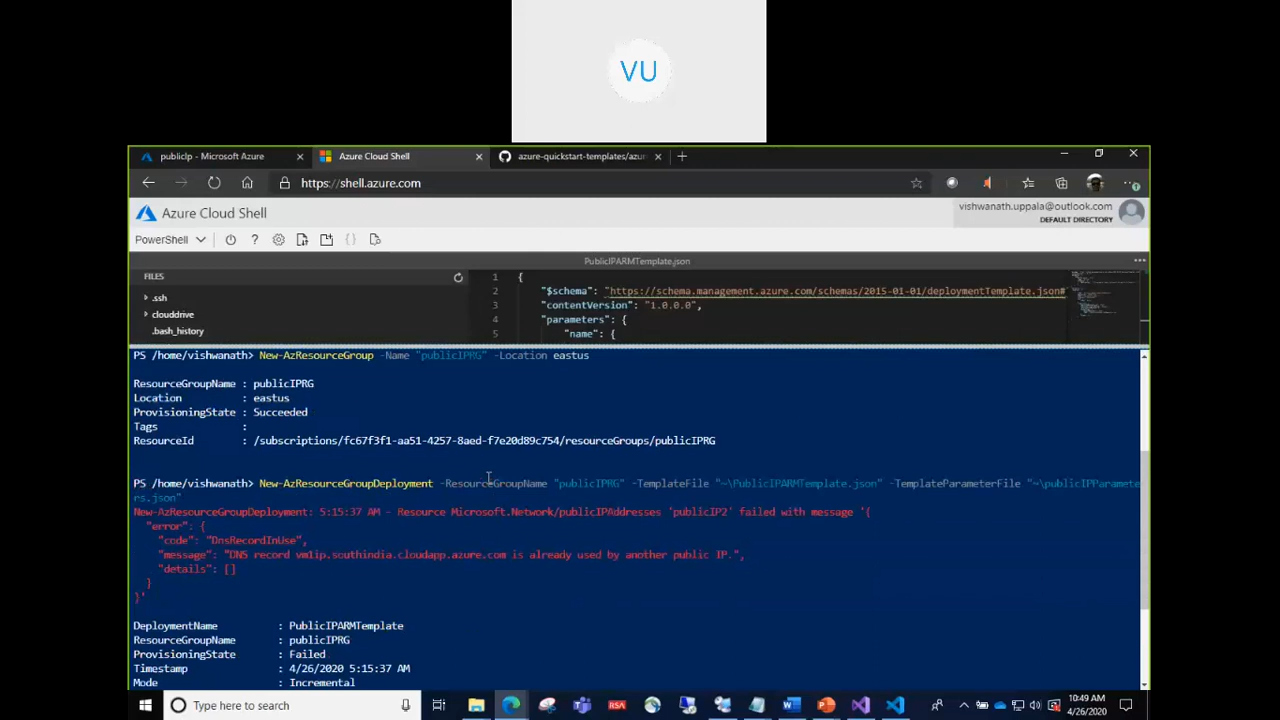 VU
publicIp - Microsoft Azure
Azure Cloud Shell
azure-quickstart-templates/azur
https://shell.azure.com
Azure Cloud Shell
vishwanath.uppala@outlook.com
DEFAULT DIRECTORY
PowerShell
PublicIPARMTemplate.json
FILES
.ssh
clouddrive
.bash_history
1 {
2 "$schema": "https://schema.management.azure.com/schemas/2015-01-01/deploymentTemplate.json#
3 "contentVersion": "1.0.0.0",
4 "parameters": {
5 "name": {
PS /home/vishwanath> New-AzResourceGroup -Name "publicIPRG" -Location eastus
ResourceGroupName : publicIPRG
Location : eastus
ProvisioningState : Succeeded
Tags :
ResourceId : /subscriptions/fc67f3f1-aa51-4257-8aed-f7e20d89c754/resourceGroups/publicIPRG
PS /home/vishwanath> New-AzResourceGroupDeployment -ResourceGroupName "publicIPRG" -TemplateFile "~\PublicIPARMTemplate.json" -TemplateParameterFile "~\publicIPParamete
rs.json"
New-AzResourceGroupDeployment: 5:15:37 AM - Resource Microsoft.Network/publicIPAddresses 'publicIP2' failed with message '{
"error": {
"code": "DnsRecordInUse",
"message": "DNS record vm1ip.southindia.cloudapp.azure.com is already used by another public IP.",
"details": []
}
}'
DeploymentName : PublicIPARMTemplate
ResourceGroupName : publicIPRG
ProvisioningState : Failed
Timestamp : 4/26/2020 5:15:37 AM
Mode : Incremental
Type here to search
RSA
10:49 AM
4/26/2020